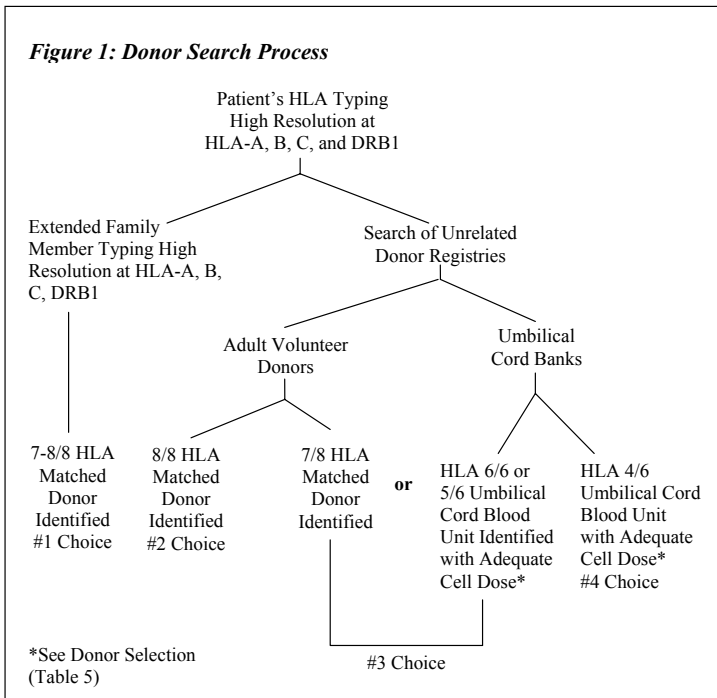 Figure 1: Donor Search Process
Patient's HLA Typing
High Resolution at
HLA-A, B, C, and DRB1
Extended Family
Member Typing High
Resolution at HLA-A, B,
C, DRB1
Search of Unrelated
Donor Registries
Adult Volunteer
Donors
Umbilical
Cord Banks
7-8/8 HLA
Matched
Donor
Identified
#1 Choice
8/8 HLA
Matched
Donor
Identified
#2 Choice
7/8 HLA
Matched
Donor
Identified
or
HLA 6/6 or
5/6 Umbilical
Cord Blood
Unit Identified
with Adequate
Cell Dose*
HLA 4/6
Umbilical Cord
Blood Unit
with Adequate
Cell Dose*
#4 Choice
#3 Choice
*See Donor Selection
(Table 5)